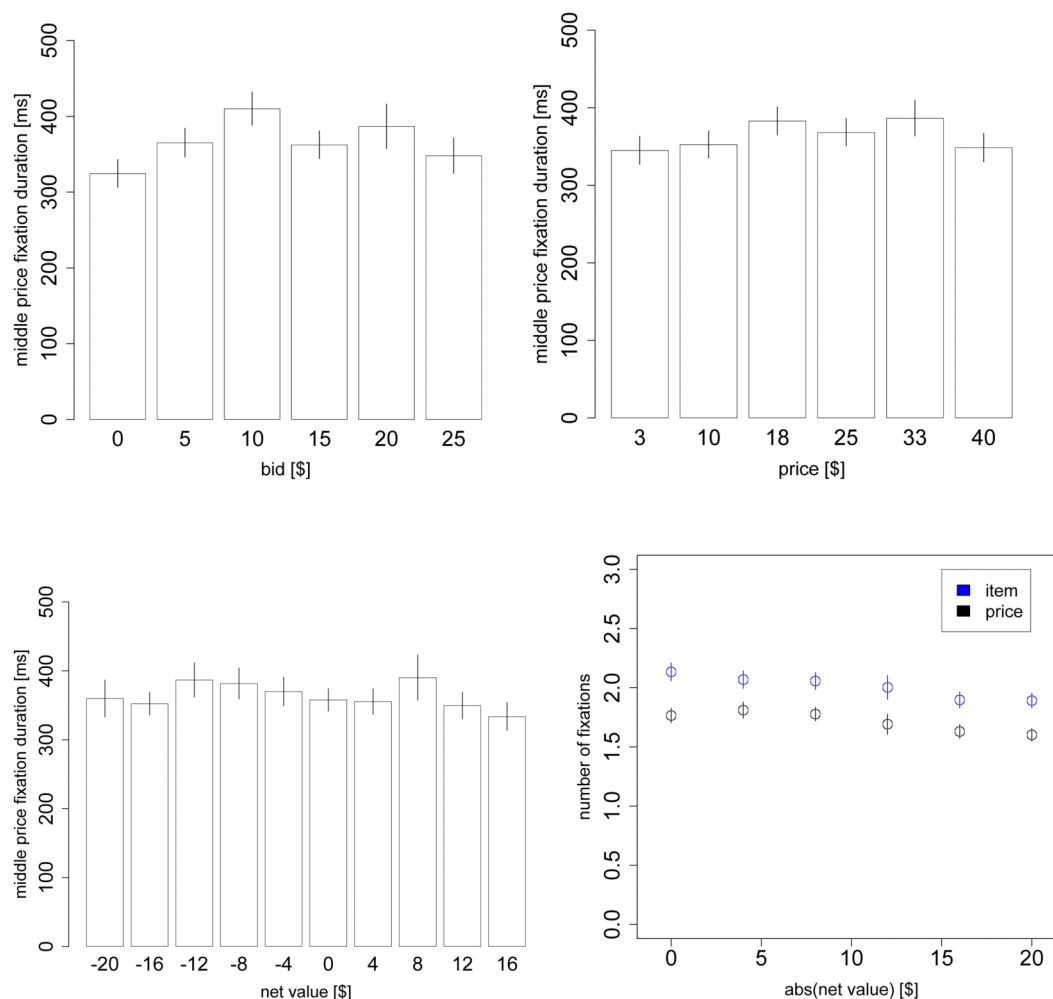 middle price fixation duration [ms]
0 100 200 300 400 500
0 5 10 15 20 25
bid [$]
middle price fixation duration [ms]
0 100 200 300 400 500
3 10 18 25 33 40
price [$]
middle price fixation duration [ms]
0 100 200 300 400 500
-20 -16 -12 -8 -4 0 4 8 12 16
net value [$]
number of fixations
0.0 0.5 1.0 1.5 2.0 2.5 3.0
item
price
0 5 10 15 20
abs(net value) [$]